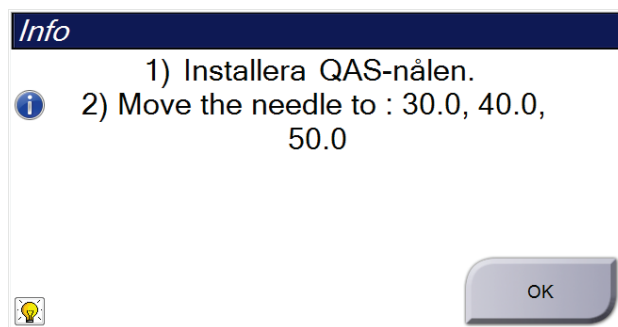 Info
1) Installera QAS-nålen.
2) Move the needle to : 30.0, 40.0,
50.0
OK